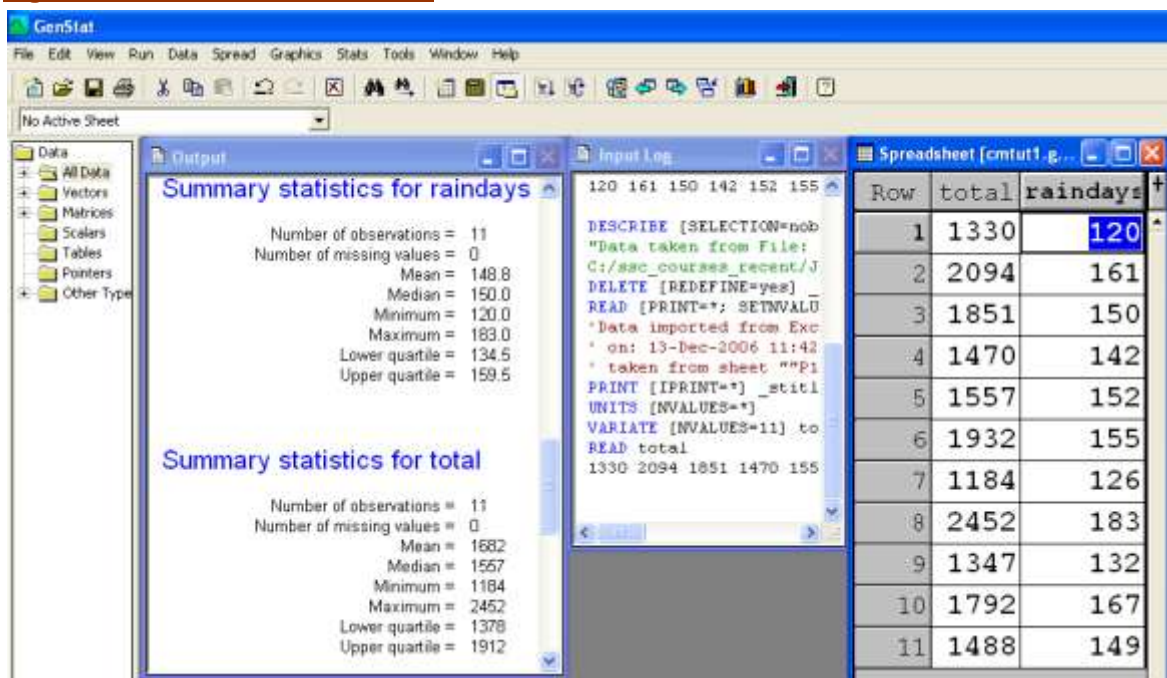 GenStat
File Edit View Run Data Spread Graphics Stats Tools Window Help
No Active Sheet
Data
All Data
Vectors
Matrices
Scalars
Tables
Pointers
Other Type
Output
Summary statistics for raindays
Number of observations = 11
Number of missing values = 0
Mean = 148.8
Median = 150.0
Minimum = 120.0
Maximum = 183.0
Lower quartile = 134.5
Upper quartile = 159.5
Summary statistics for total
Number of observations = 11
Number of missing values = 0
Mean = 1682
Median = 1557
Minimum = 1184
Maximum = 2452
Lower quartile = 1378
Upper quartile = 1912
Input Log
120 161 150 142 152 155
DESCRIBE [SELECTION=nob
"Data taken from File:
C:/ssc_courses_recent/J
DELETE [REDEFINE=yes] _
READ [PRINT=*; SETNVALU
'Data imported from Exc
' on: 13-Dec-2006 11:42
' taken from sheet ""P1
PRINT [IPRINT=*] _stitl
UNITS [NVALUES=*]
VARIATE [NVALUES=11] to
READ total
1330 2094 1851 1470 155
Spreadsheet [cmtut1.g...
Row total raindays
1 1330 120
2 2094 161
3 1851 150
4 1470 142
5 1557 152
6 1932 155
7 1184 126
8 2452 183
9 1347 132
10 1792 167
11 1488 149